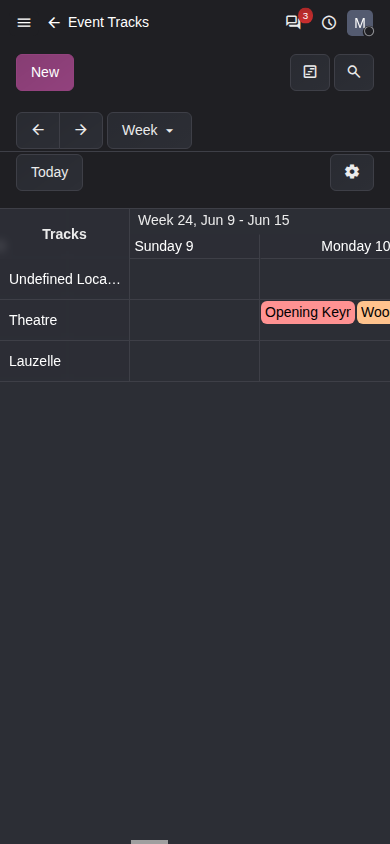 Event Tracks
3
M
New
Week
Today
Tracks
Week 24, Jun 9 - Jun 15
Sunday 9
Monday 10
Undefined Loca…
Theatre
Opening Keyr
Woo
Lauzelle